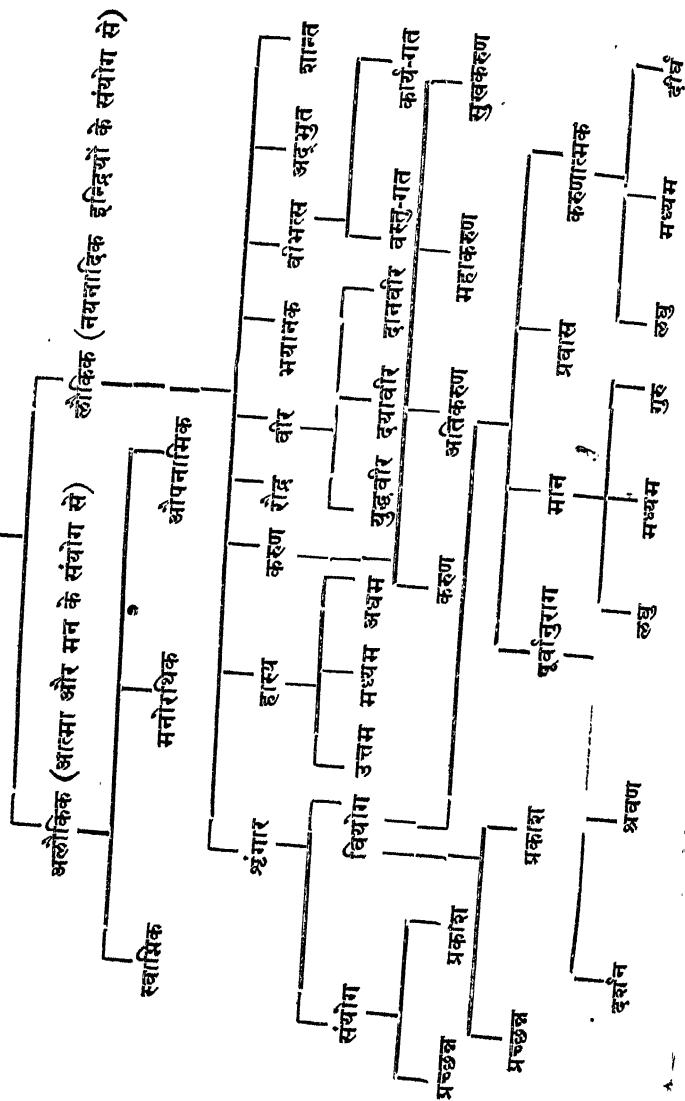 अलौकिक (आत्मा और मन के संयोग से) लौकिक (नयनादिक इन्द्रियों के संयोग से)
स्वाप्निक मनोरथिक औपनामिक
श्रृंगार हास्य करुण रौद्र वीर भयानक वीभत्स अद्भुत शान्त
संयोग वियोग उत्तम मध्यम अधम युद्धवीर दयावीर दानवीर वस्तु-गत कार्य-गत
प्रच्छन्न प्रकाश करुण अतिकरुण महाकरुण सुखकरुण
प्रच्छन्न प्रकाश पूर्वानुराग मान प्रवास करुणात्मक
दर्शन श्रवण लघु मध्यम गुरु लघु मध्यम दीर्घ